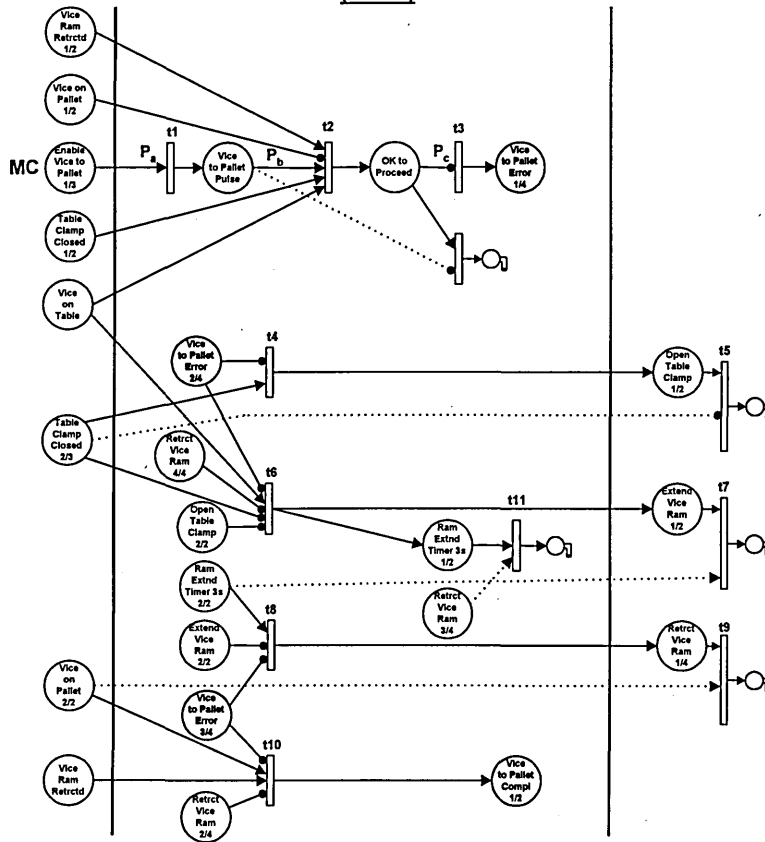 Vice
Ram
Retrctd
1/2
Vice on
Pallet
1/2
t2
t1
t3
MC
Enable
Vice to
Pallet
1/3
Pa
Vice
to Pallet
Pulse
Pb
OK to
Proceed
Pc
Vice
to Pallet
Error
1/4
Table
Clamp
Closed
1/2
Vice
on
Table
t4
t5
Vice
to Pallet
Error
2/4
Open
Table
Clamp
1/2
Table
Clamp
Closed
2/3
Retrct
Vice
Ram
4/4
t6
t11
t7
Extend
Vice
Ram
1/2
Open
Table
Clamp
2/2
Ram
Extnd
Timer 3s
1/2
Ram
Extnd
Timer 3s
2/2
Retrct
Vice
Ram
3/4
t8
t9
Extend
Vice
Ram
2/2
Retrct
Vice
Ram
1/4
Vice
on
Pallet
2/2
Vice
to Pallet
Error
3/4
t10
Vice
Ram
Retrctd
Vice
to Pallet
Compl
1/2
Retrct
Vice
Ram
2/4